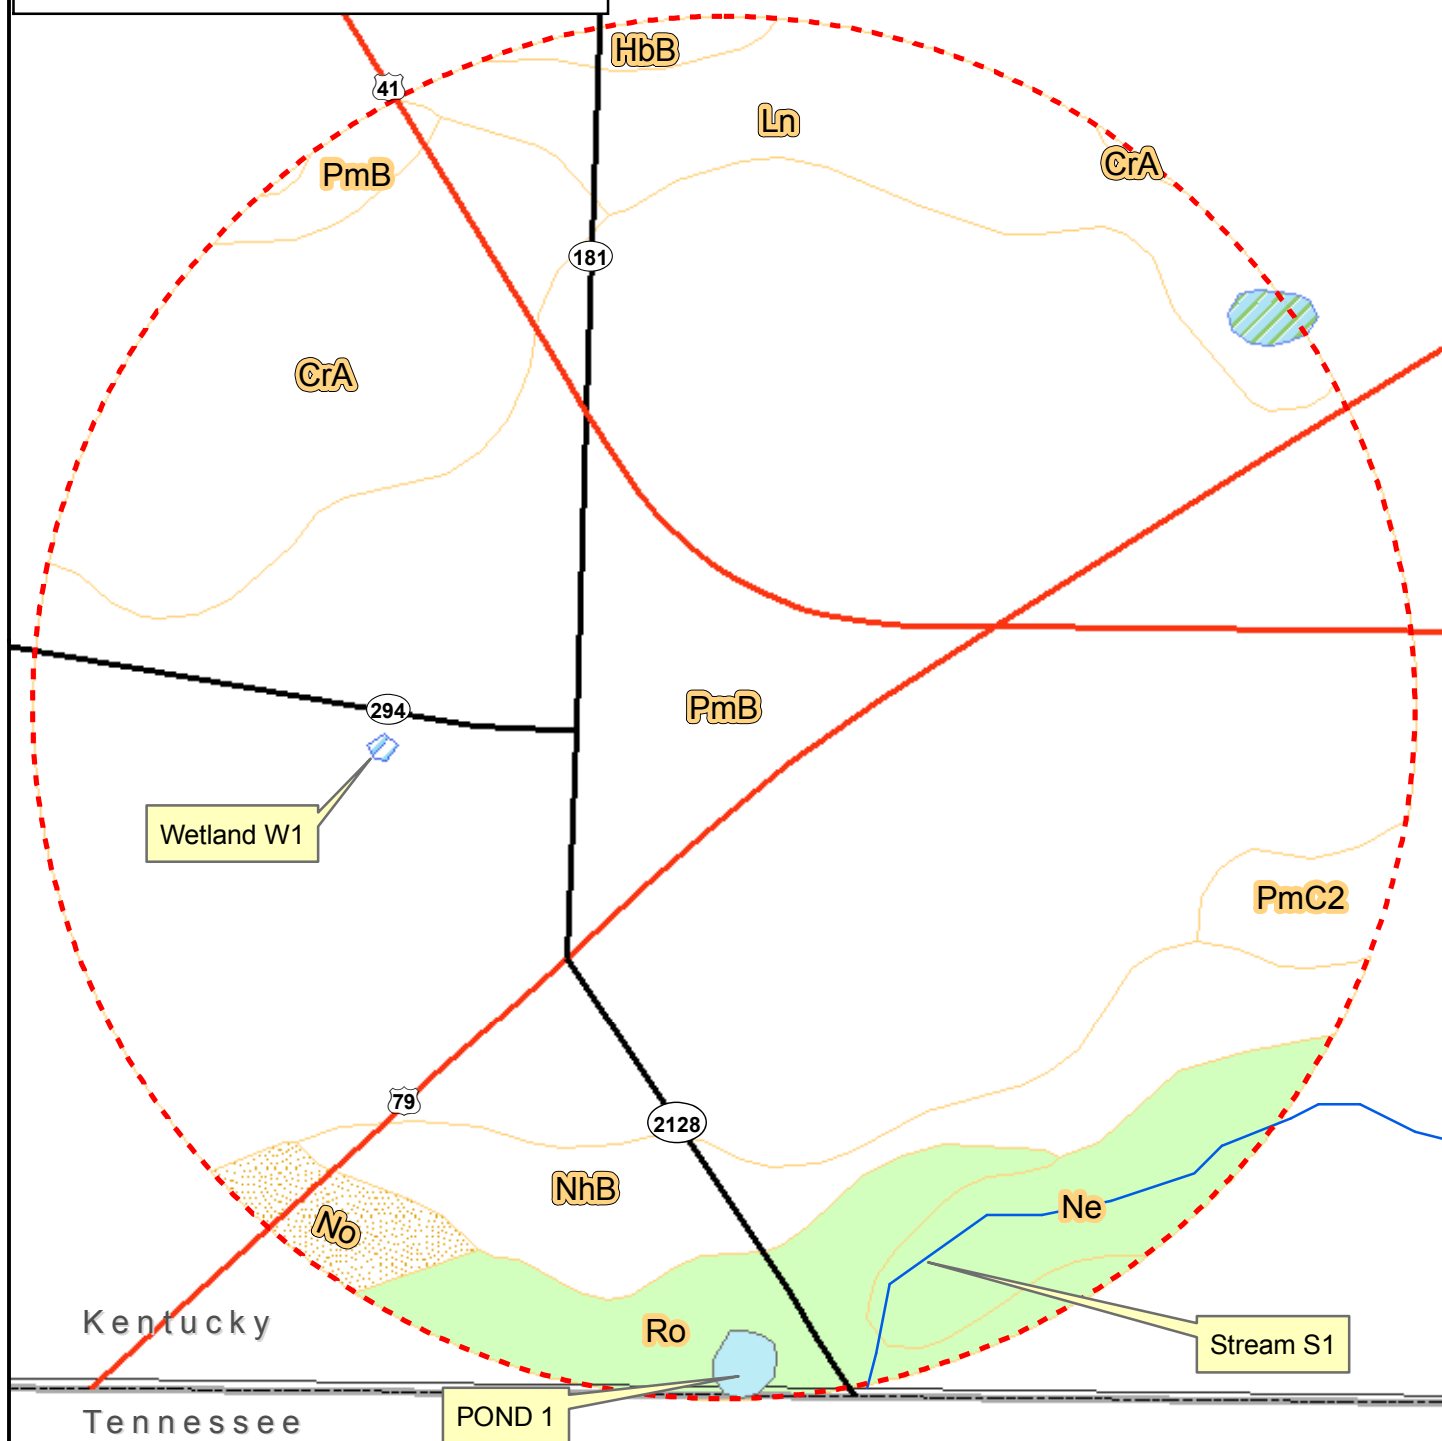 HbB
41
Ln
CrA
PmB
181
CrA
294
PmB
Wetland W1
PmC2
79
2128
NhB
Ne
No
Kentucky
Ro
Stream S1
POND 1
Tennessee